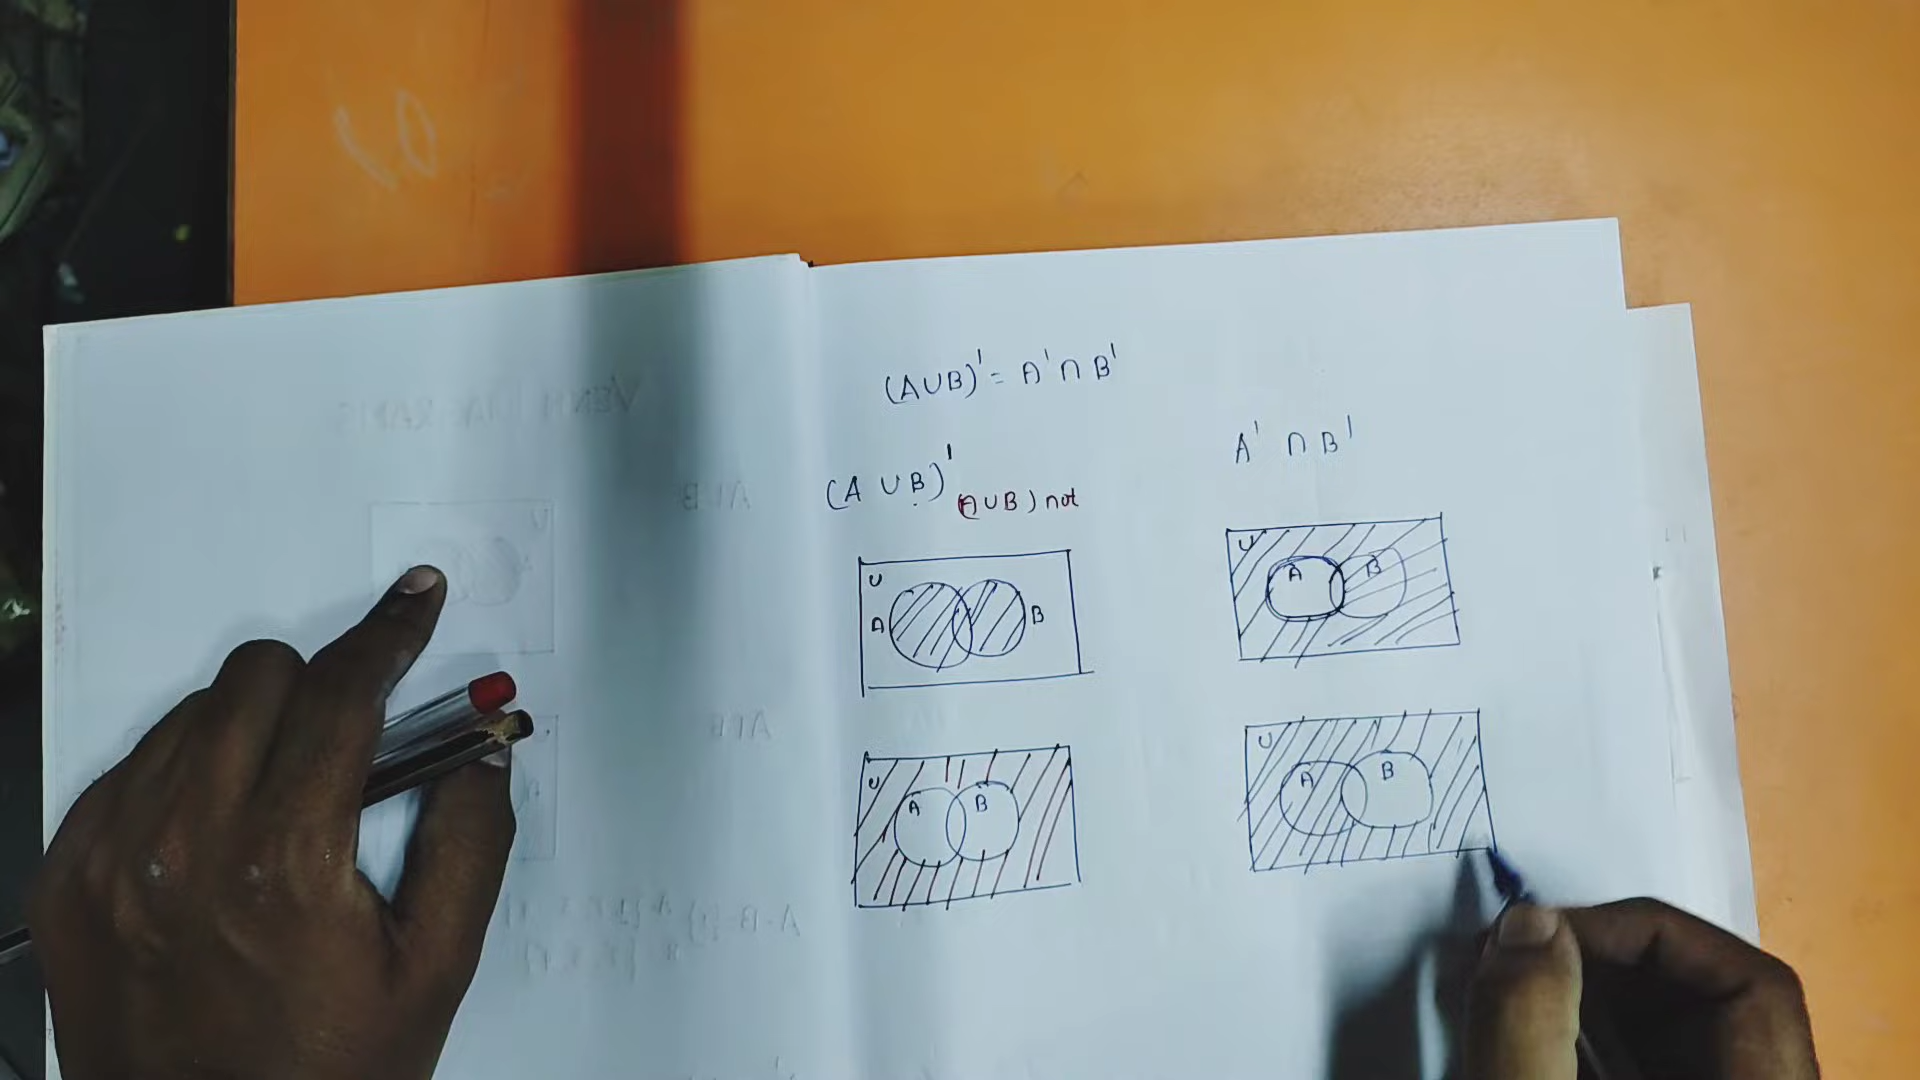 (A∪B)' = A' ∩ B'
(A ∪ B)'
(A∪B) not
A' ∩ B'
U
A
B
U
A
B
U
A
B
U
A
B